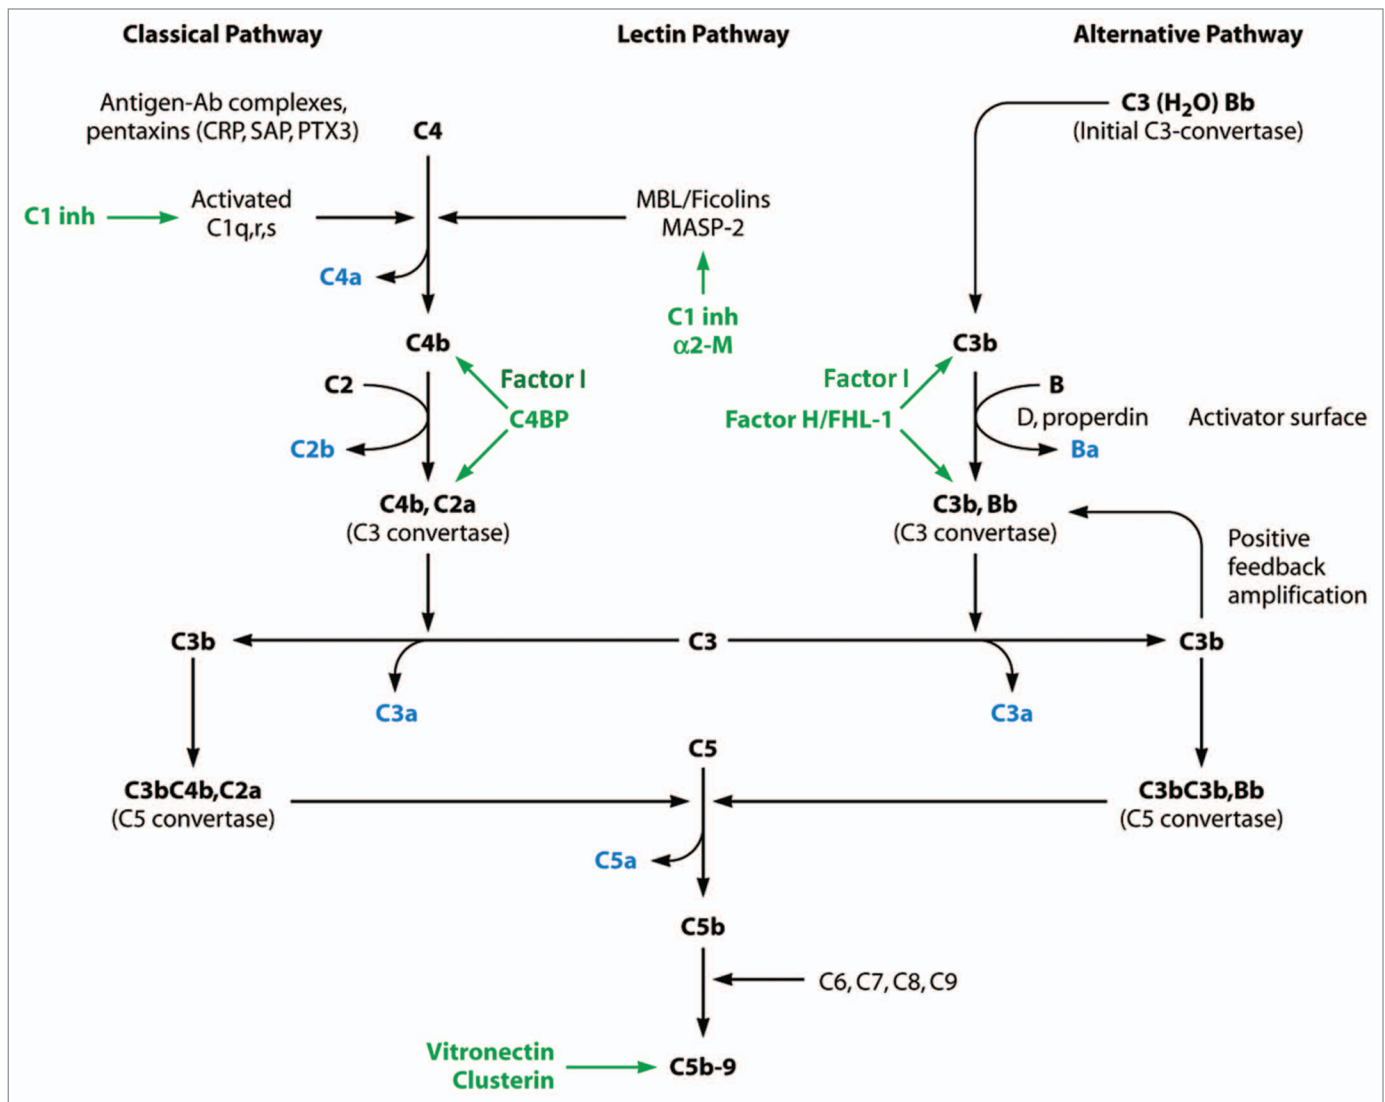 Classical Pathway
Lectin Pathway
Alternative Pathway
Antigen-Ab complexes,
pentaxins (CRP, SAP, PTX3)
C4
C3 (H₂O) Bb
(Initial C3-convertase)
C1 inh
Activated
C1q,r,s
MBL/Ficolins
MASP-2
C4a
C1 inh
α2-M
C4b
C3b
C2
Factor I
C4BP
Factor I
Factor H/FHL-1
B
D, properdin
Activator surface
C2b
Ba
C4b, C2a
(C3 convertase)
C3b, Bb
(C3 convertase)
Positive
feedback
amplification
C3b
C3
C3b
C3a
C3a
C5
C3bC4b,C2a
(C5 convertase)
C3bC3b,Bb
(C5 convertase)
C5a
C5b
C6, C7, C8, C9
Vitronectin
Clusterin
C5b-9